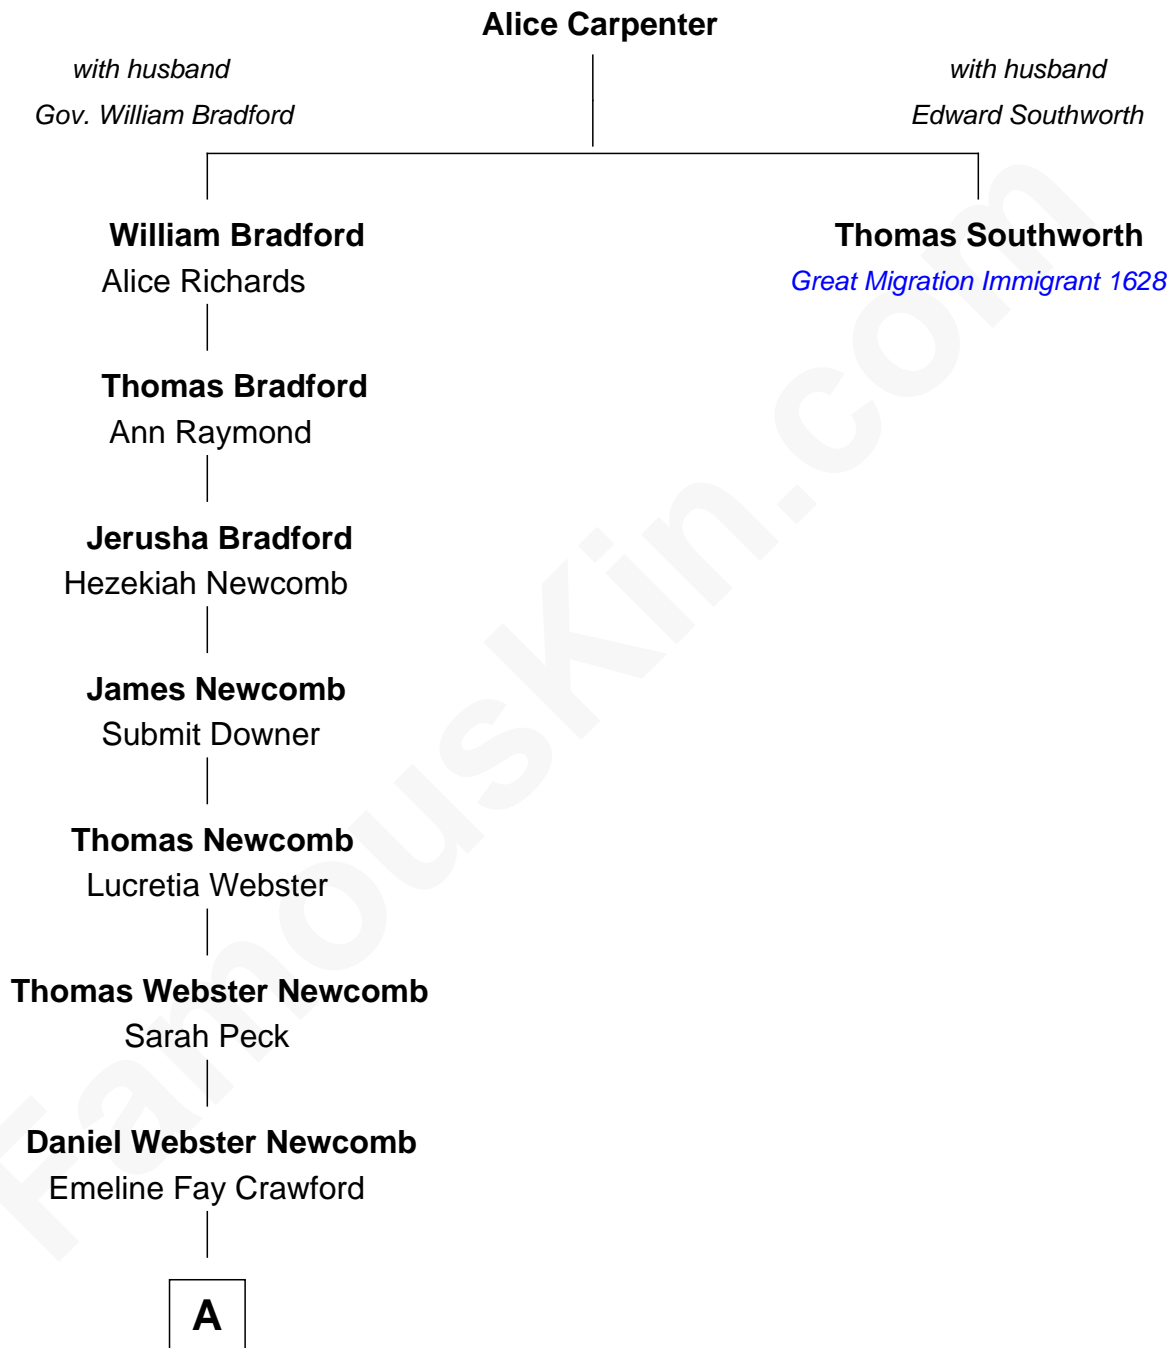 Alice Carpenter
with husband
Gov. William Bradford
with husband
Edward Southworth
William Bradford
Alice Richards
Thomas Southworth
Great Migration Immigrant 1628
Thomas Bradford
Ann Raymond
Jerusha Bradford
Hezekiah Newcomb
James Newcomb
Submit Downer
Thomas Newcomb
Lucretia Webster
Thomas Webster Newcomb
Sarah Peck
Daniel Webster Newcomb
Emeline Fay Crawford
A
FamousKin.com